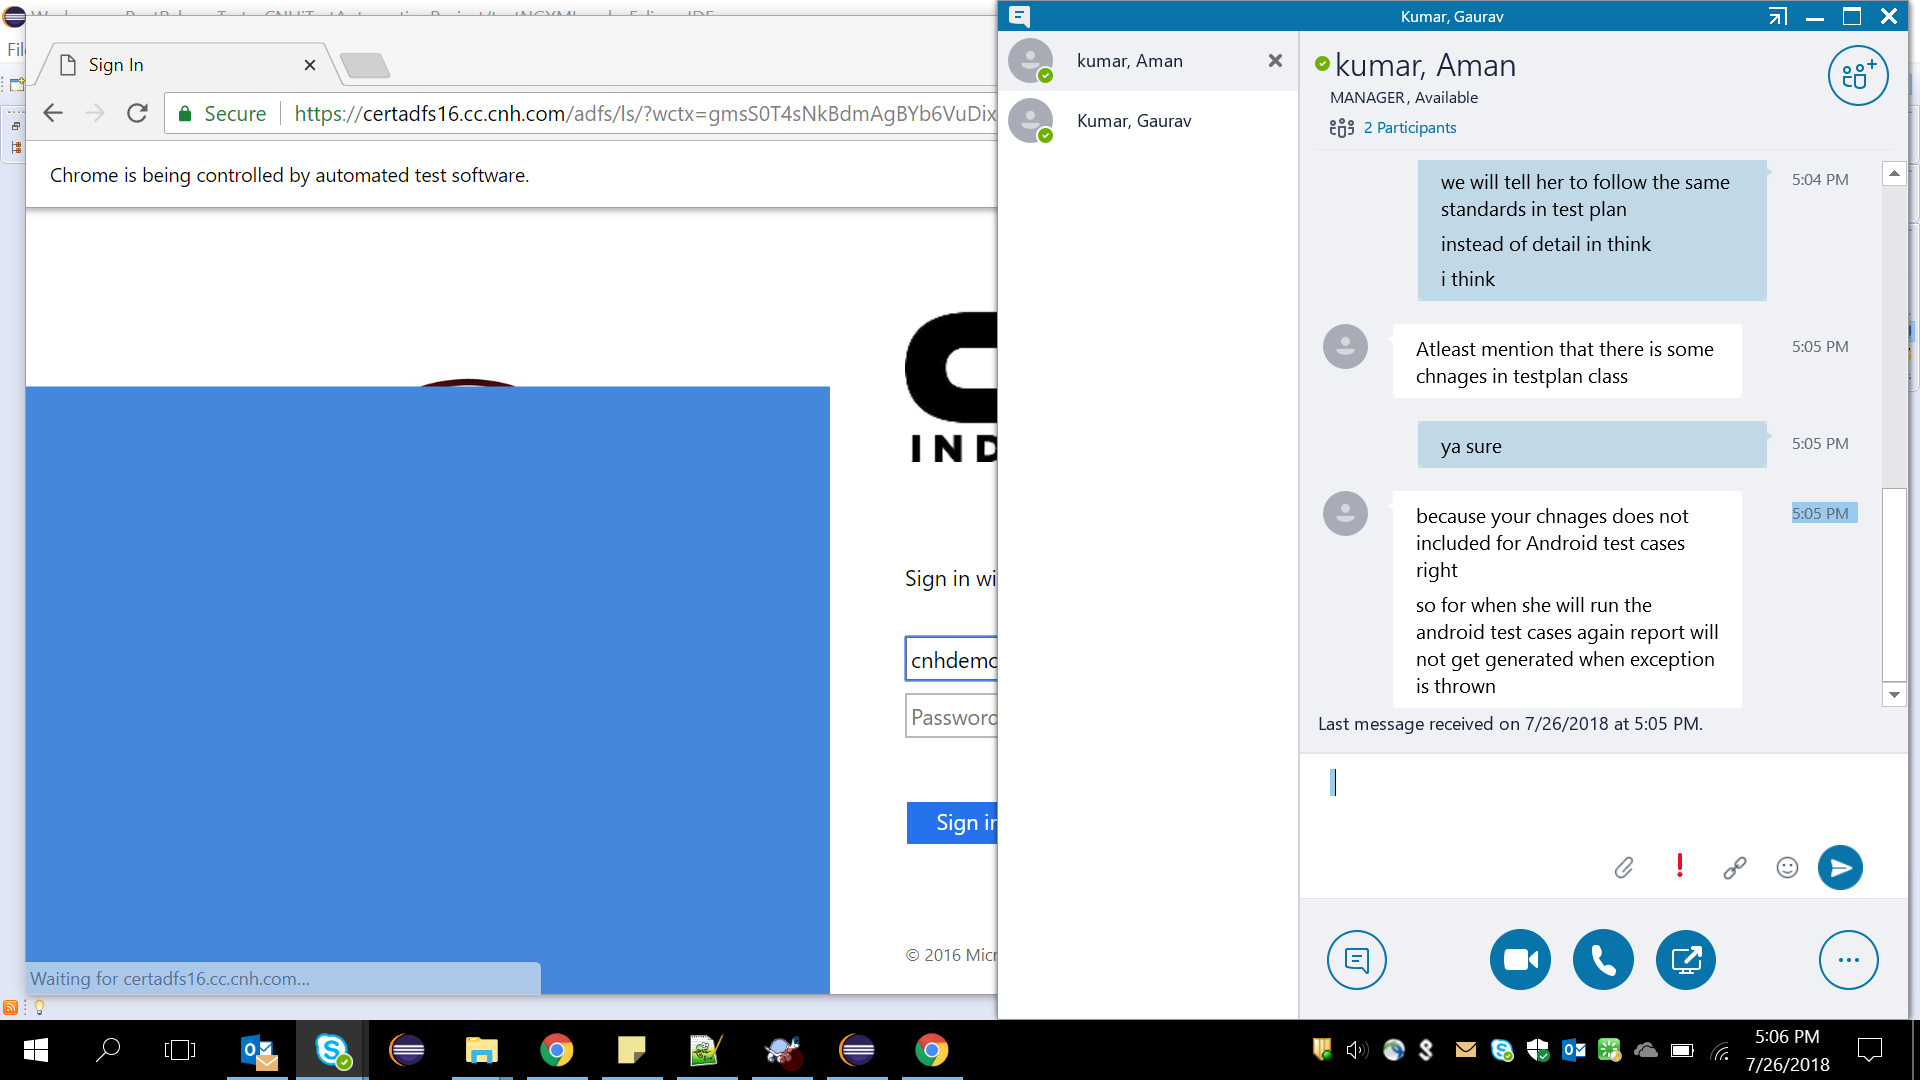 Sign In
Secure
https://certadfs16.cc.cnh.com/adfs/ls/?wctx=gmsS0T4sNkBdmAgBYb6VuDix
Chrome is being controlled by automated test software.
IND
Sign in wi
cnhdemo
Password
Sign in
© 2016 Micr
Waiting for certadfs16.cc.cnh.com...
Kumar, Gaurav
kumar, Aman
Kumar, Gaurav
kumar, Aman
MANAGER, Available
2 Participants
we will tell her to follow the same
standards in test plan
instead of detail in think
i think
5:04 PM
Atleast mention that there is some
chnages in testplan class
5:05 PM
ya sure
5:05 PM
because your chnages does not
included for Android test cases
right
so for when she will run the
android test cases again report will
not get generated when exception
is thrown
5:05 PM
Last message received on 7/26/2018 at 5:05 PM.
5:06 PM
7/26/2018